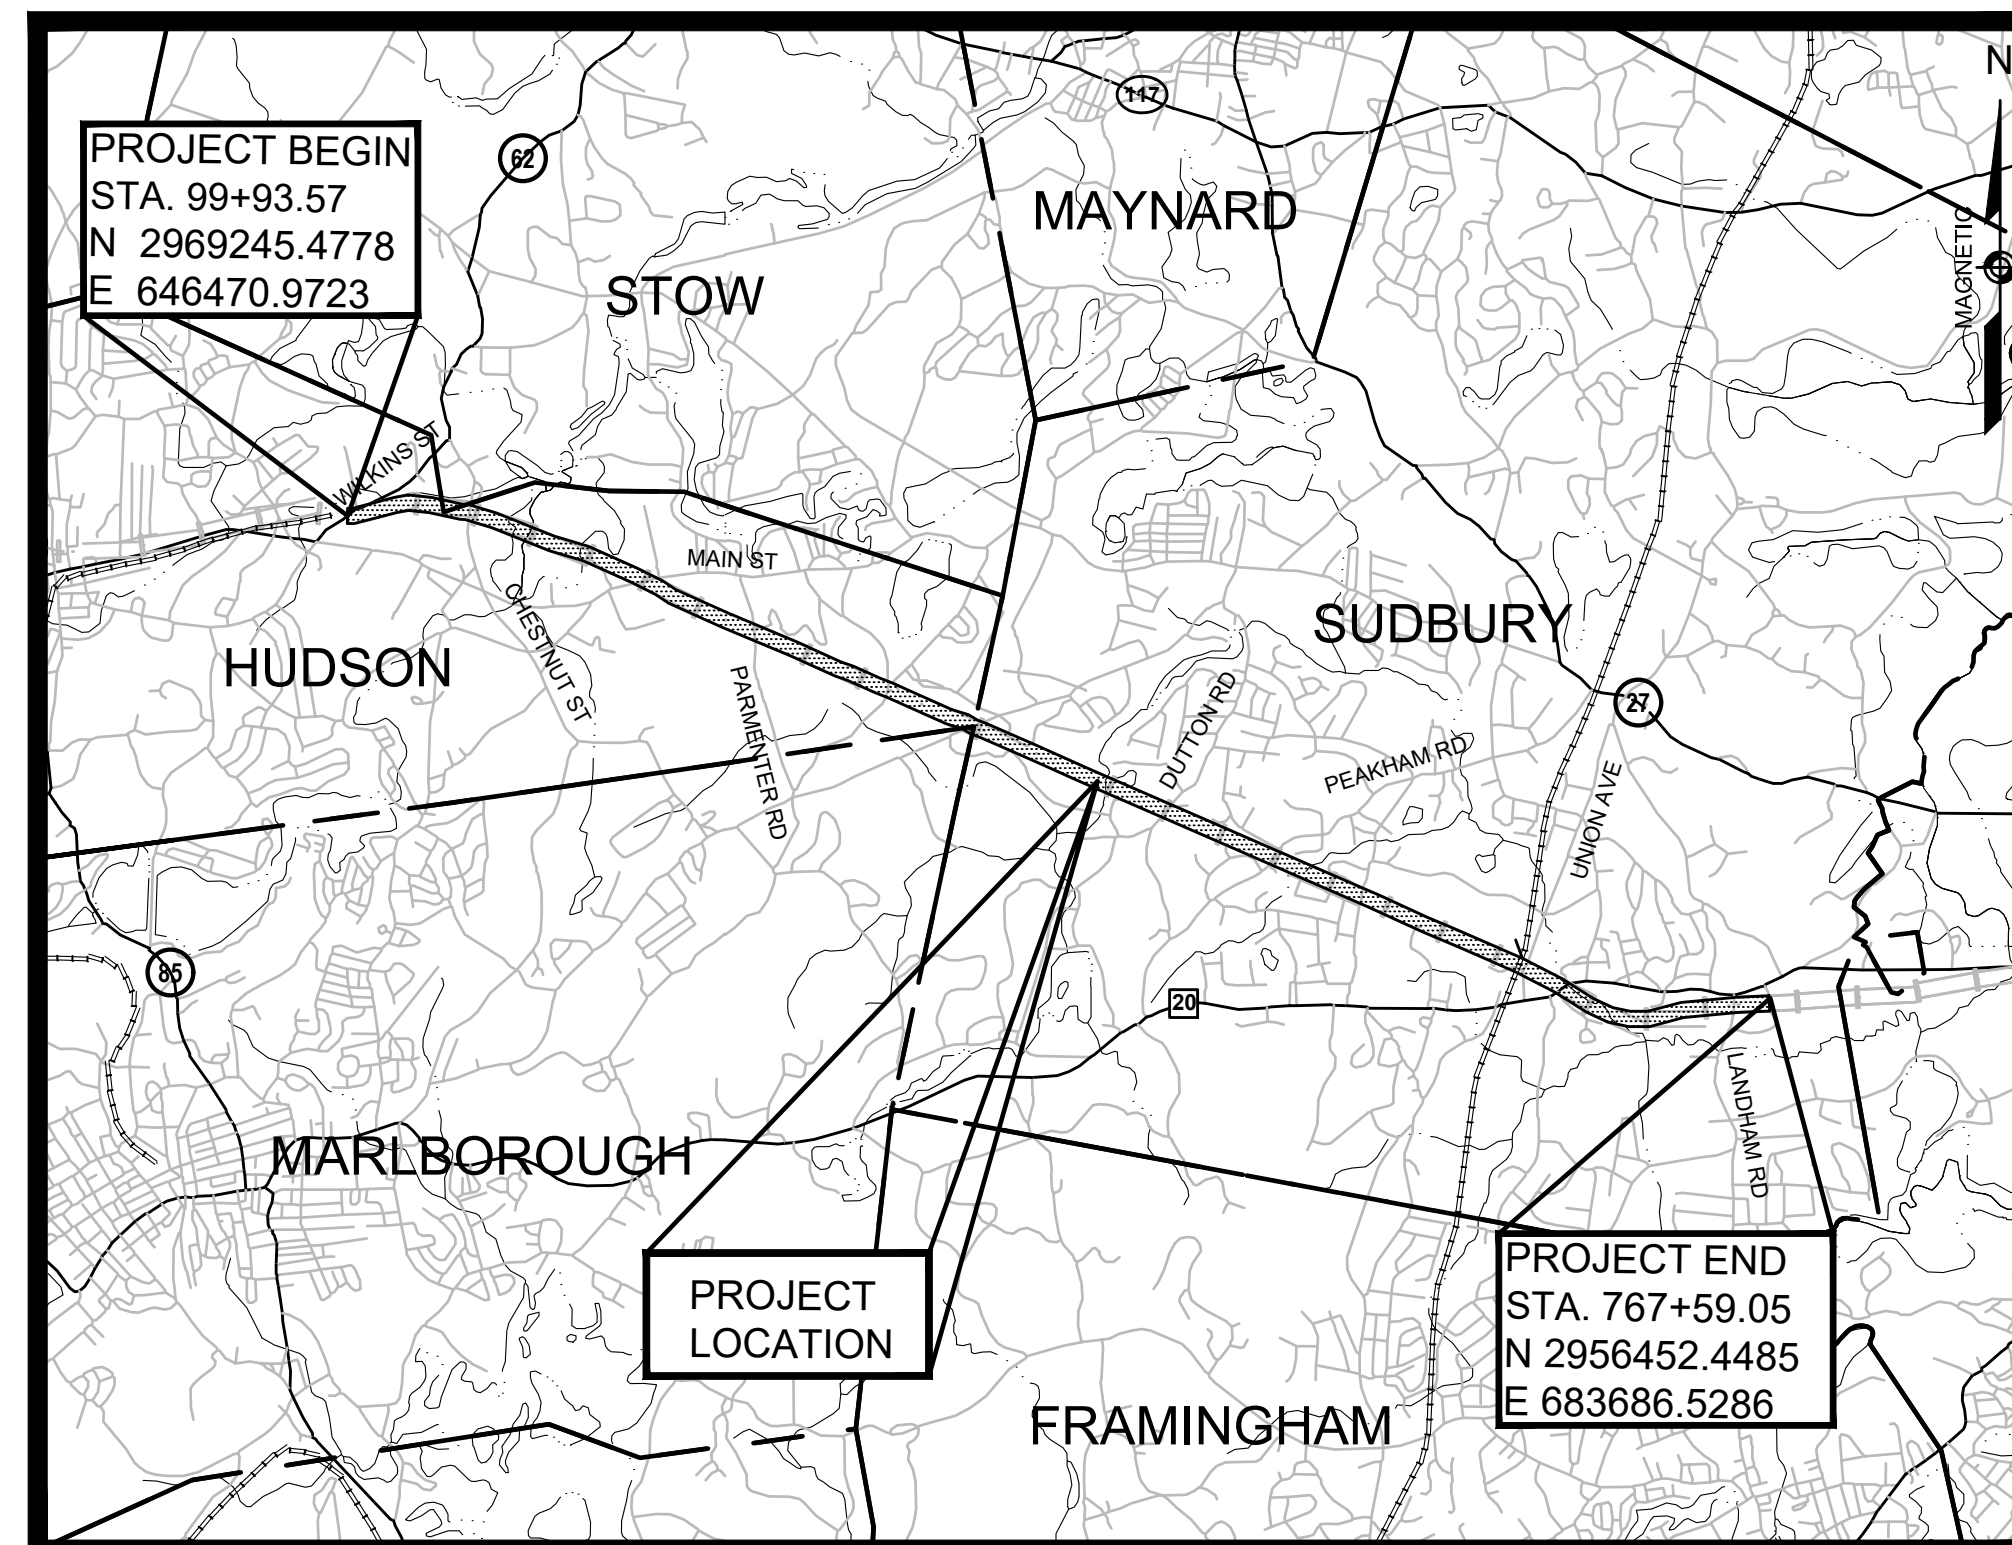 N
117
PROJECT BEGIN
STA. 99+93.57
N 2969245.4778
E 646470.9723
62
MAYNARD
MAGNETIC
STOW
WILKINS ST
MAIN ST
CHESTNUT ST
HUDSON
SUDBURY
PARMENTER RD
DUTTON RD
27
PEAKHAM RD
UNION AVE
85
20
LANDHAM RD
MARLBOROUGH
PROJECT
LOCATION
PROJECT END
STA. 767+59.05
N 2956452.4485
E 683686.5286
FRAMINGHAM